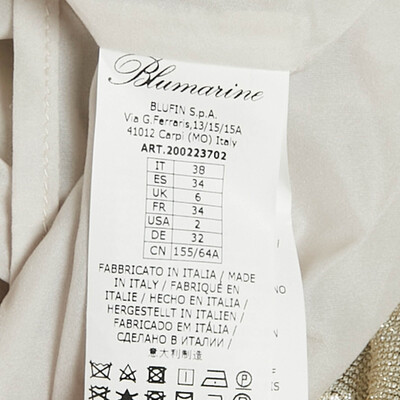 Blumarine
BLUFIN S.p.A.
Via G.Ferraris,13/15/15A
41012 Carpi (MO) Italy
ART.200223702
IT 38
ES 34
UK 6
FR 34
USA 2
DE 32
CN 155/64A
FABBRICATO IN ITALIA / MADE
IN ITALY / FABRIQUÉ EN
ITALIE / HECHO EN ITALIA /
HERGESTELLT IN ITALIEN /
FABRICADO EM ITÁLIA /
СДЕЛАНО В ИТАЛИИ /
意大利制造